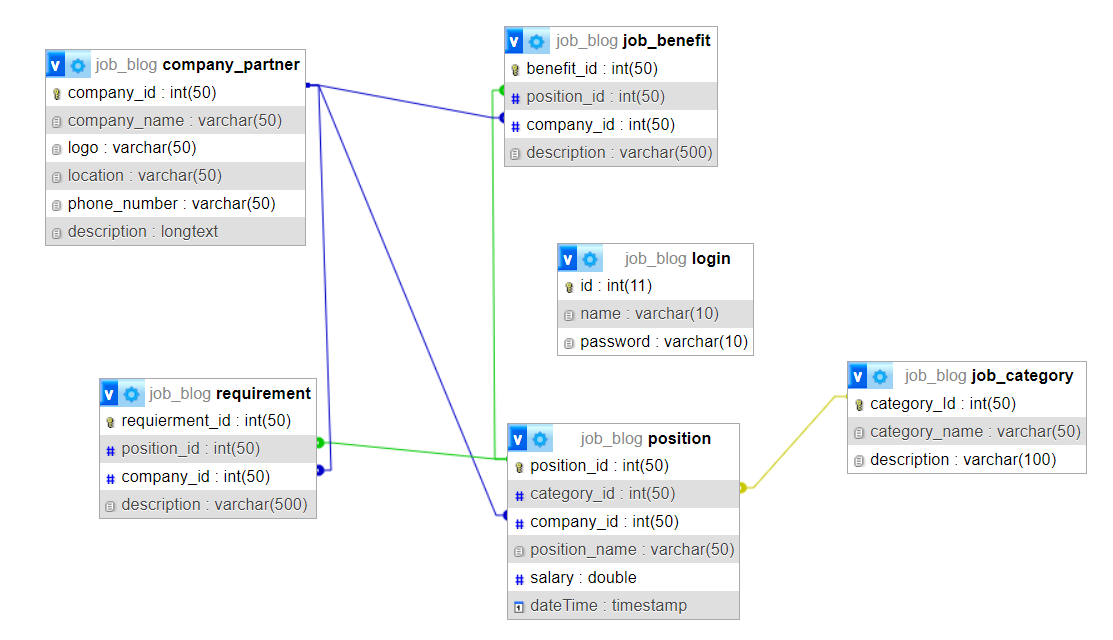 job_blog company_partner
company_id : int(50)
company_name : varchar(50)
logo : varchar(50)
location : varchar(50)
phone_number : varchar(50)
description : longtext
job_blog job_benefit
benefit_id : int(50)
position_id : int(50)
company_id : int(50)
description : varchar(500)
job_blog login
id : int(11)
name : varchar(10)
password : varchar(10)
job_blog requirement
requierment_id : int(50)
position_id : int(50)
company_id : int(50)
description : varchar(500)
job_blog position
position_id : int(50)
category_id : int(50)
company_id : int(50)
position_name : varchar(50)
salary : double
dateTime : timestamp
job_blog job_category
category_Id : int(50)
category_name : varchar(50)
description : varchar(100)